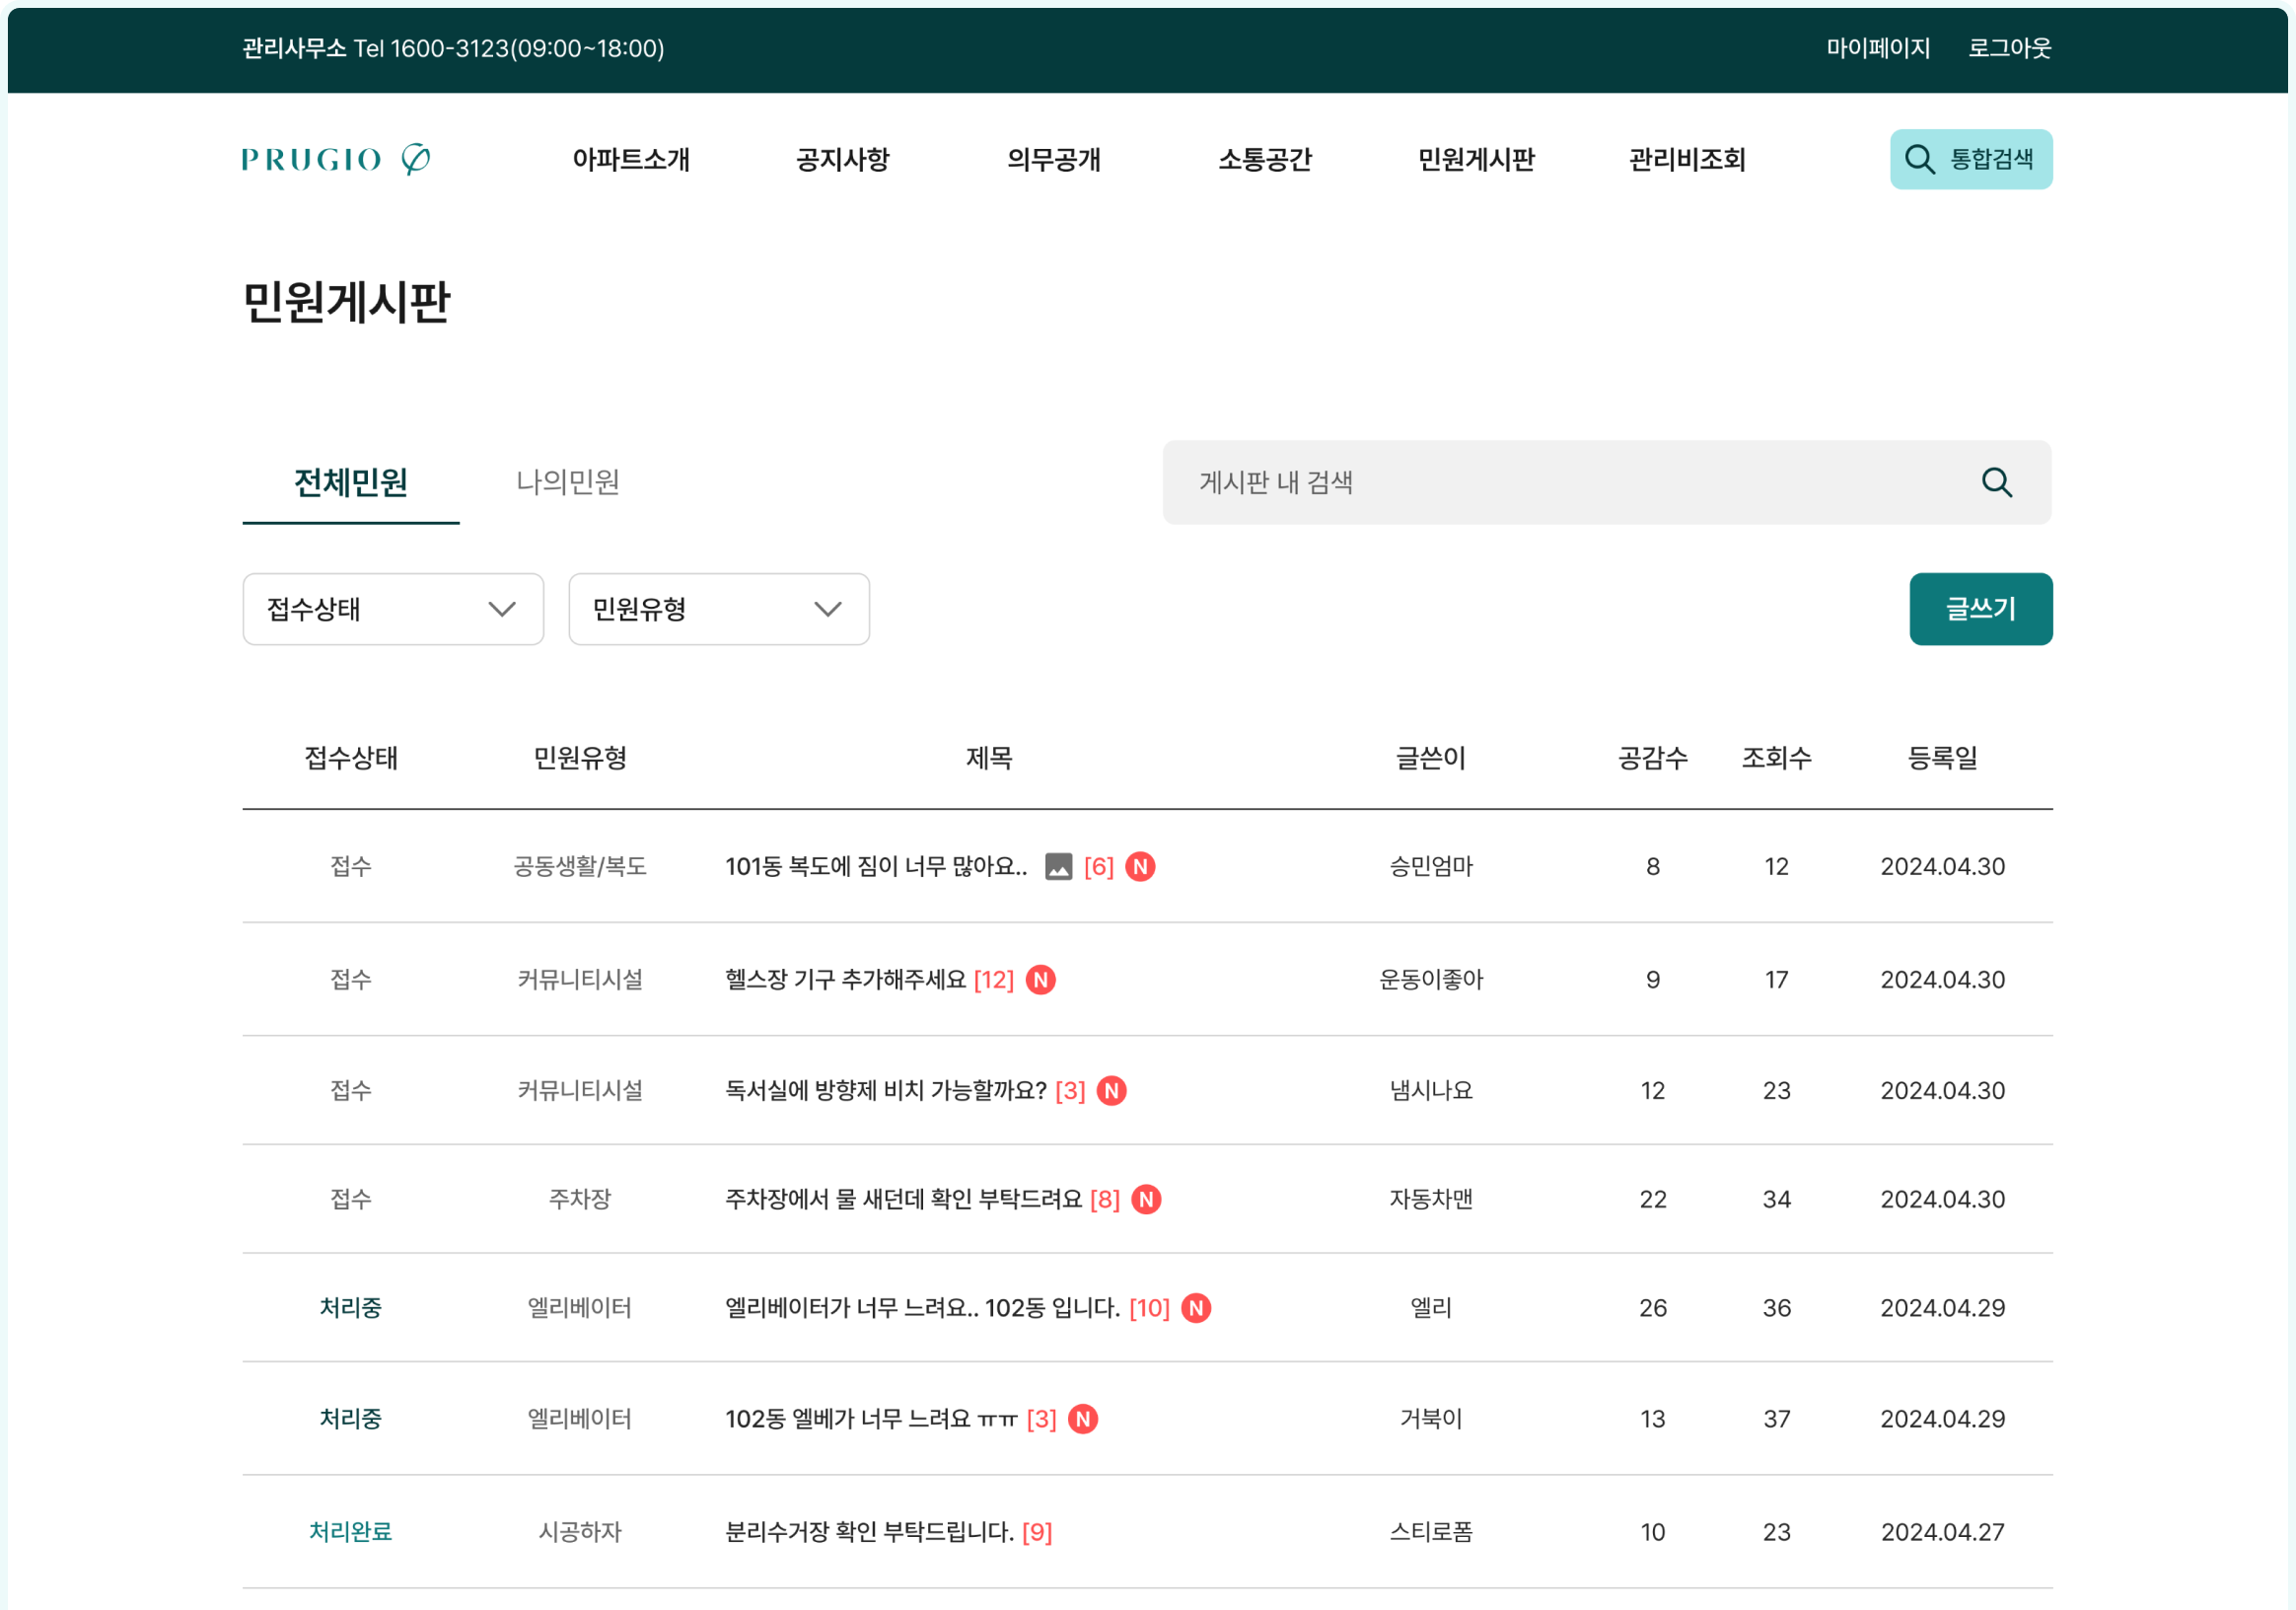 관리사무소 Tel 1600-3123(09:00~18:00) 마이페이지 로그아웃
PRUGIO 아파트소개 공지사항 의무공개 소통공간 민원게시판 관리비조회 통합검색
민원게시판
전체민원 나의민원 게시판 내 검색
접수상태 민원유형 글쓰기
접수상태 민원유형 제목 글쓴이 공감수 조회수 등록일
접수 공동생활/복도 101동 복도에 짐이 너무 많아요.. [6] N 승민엄마 8 12 2024.04.30
접수 커뮤니티시설 헬스장 기구 추가해주세요 [12] N 운동이좋아 9 17 2024.04.30
접수 커뮤니티시설 독서실에 방향제 비치 가능할까요? [3] N 냄시나요 12 23 2024.04.30
접수 주차장 주차장에서 물 새던데 확인 부탁드려요 [8] N 자동차맨 22 34 2024.04.30
처리중 엘리베이터 엘리베이터가 너무 느려요.. 102동 입니다. [10] N 엘리 26 36 2024.04.29
처리중 엘리베이터 102동 엘베가 너무 느려요 ㅠㅠ [3] N 거북이 13 37 2024.04.29
처리완료 시공하자 분리수거장 확인 부탁드립니다. [9] 스티로폼 10 23 2024.04.27